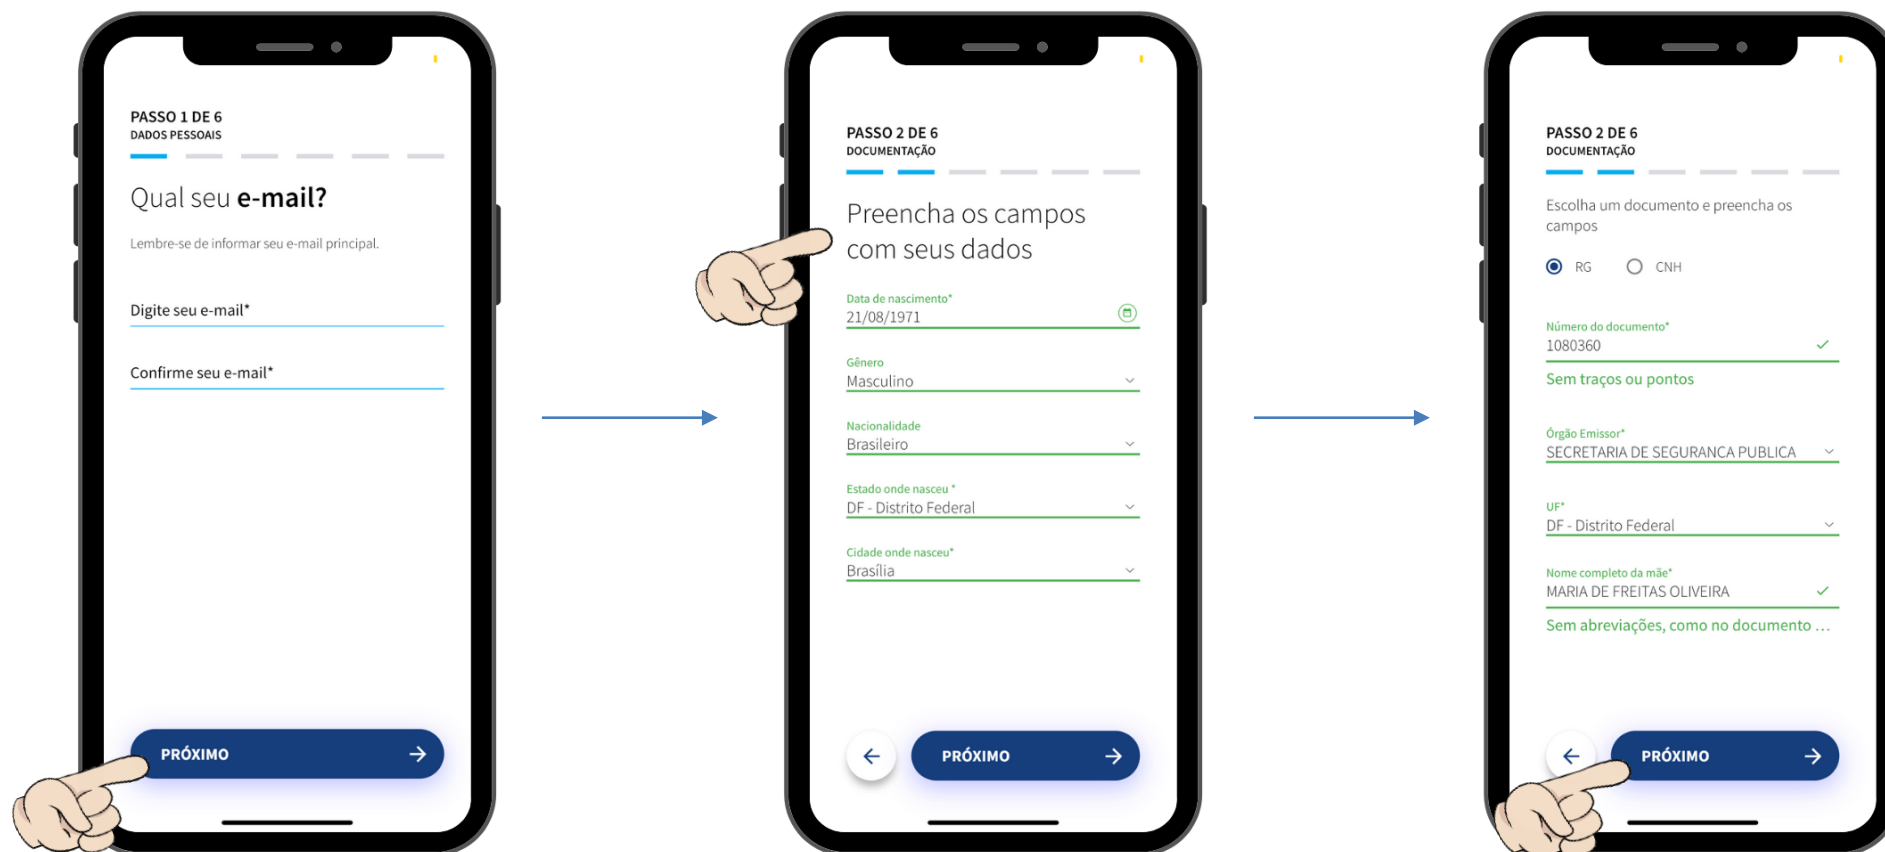 PASSO 1 DE 6
DADOS PESSOAIS
Qual seu e-mail?
Lembre-se de informar seu e-mail principal.
Digite seu e-mail*
Confirme seu e-mail*
PRÓXIMO
PASSO 2 DE 6
DOCUMENTAÇÃO
Preencha os campos
com seus dados
Data de nascimento*
21/08/1971
Gênero
Masculino
Nacionalidade
Brasileiro
Estado onde nasceu *
DF - Distrito Federal
Cidade onde nasceu*
Brasília
PRÓXIMO
PASSO 2 DE 6
DOCUMENTAÇÃO
Escolha um documento e preencha os
campos
RG CNH
Número do documento*
1080360
Sem traços ou pontos
Órgão Emissor*
SECRETARIA DE SEGURANCA PUBLICA
UF*
DF - Distrito Federal
Nome completo da mãe*
MARIA DE FREITAS OLIVEIRA
Sem abreviações, como no documento ...
PRÓXIMO